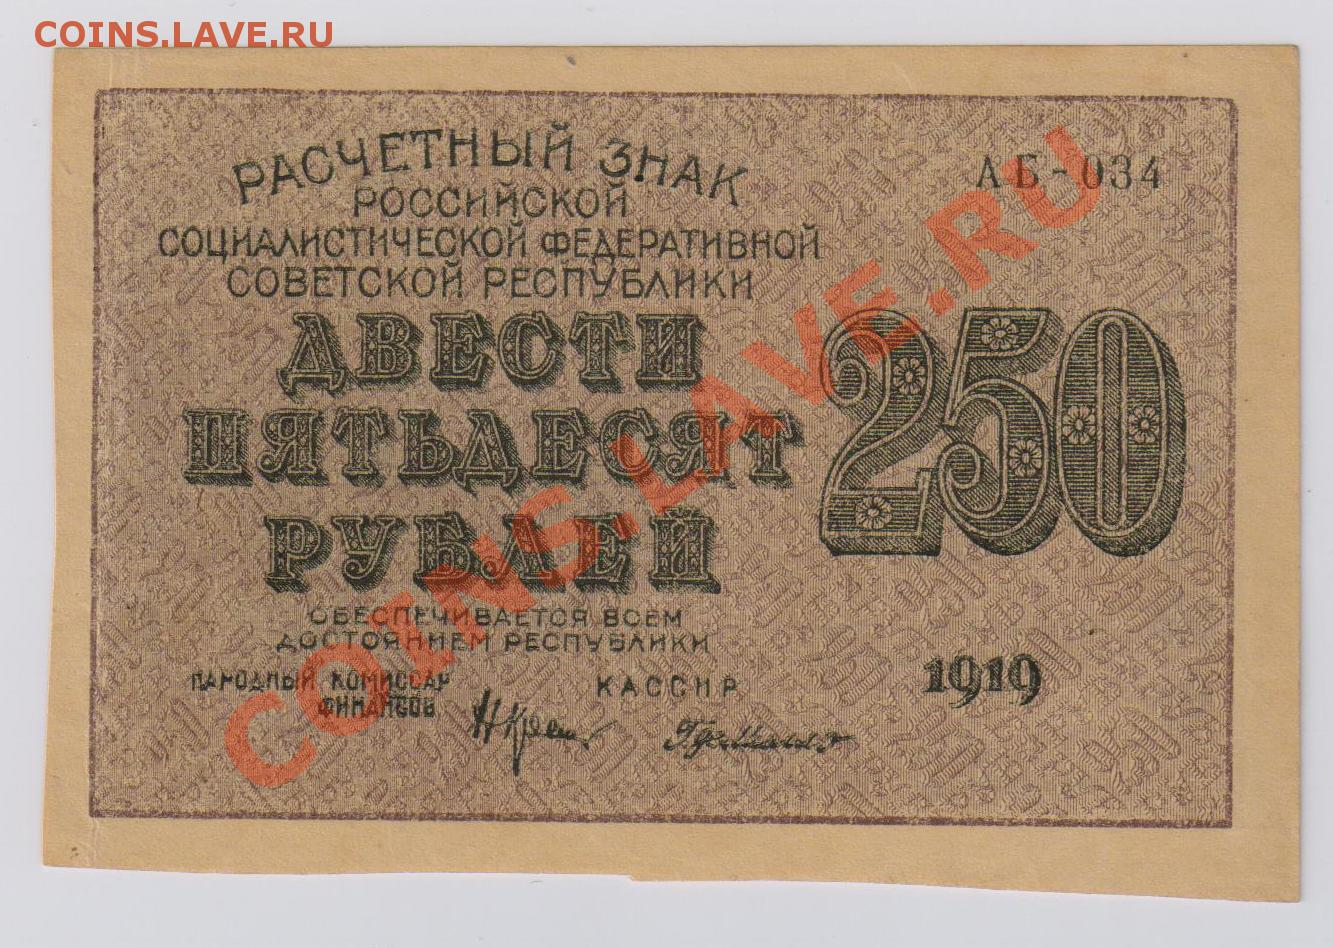 COINS.LAVE.RU
РАСЧЕТНЫЙ ЗНАК
АБ-034
РОССИЙСКОЙ
СОЦИАЛИСТИЧЕСКОЙ ФЕДЕРАТИВНОЙ
СОВЕТСКОЙ РЕСПУБЛИКИ
ДВЕСТИ
ПЯТЬДЕСЯТ
РУБЛЕЙ
250
ОБЕСПЕЧИВАЕТСЯ ВСЕМ
ДОСТОЯНИЕМ РЕСПУБЛИКИ
НАРОДНЫЙ КОМИССАР
ФИНАНСОВ
КАССИР
1919
COINS.LAVE.RU